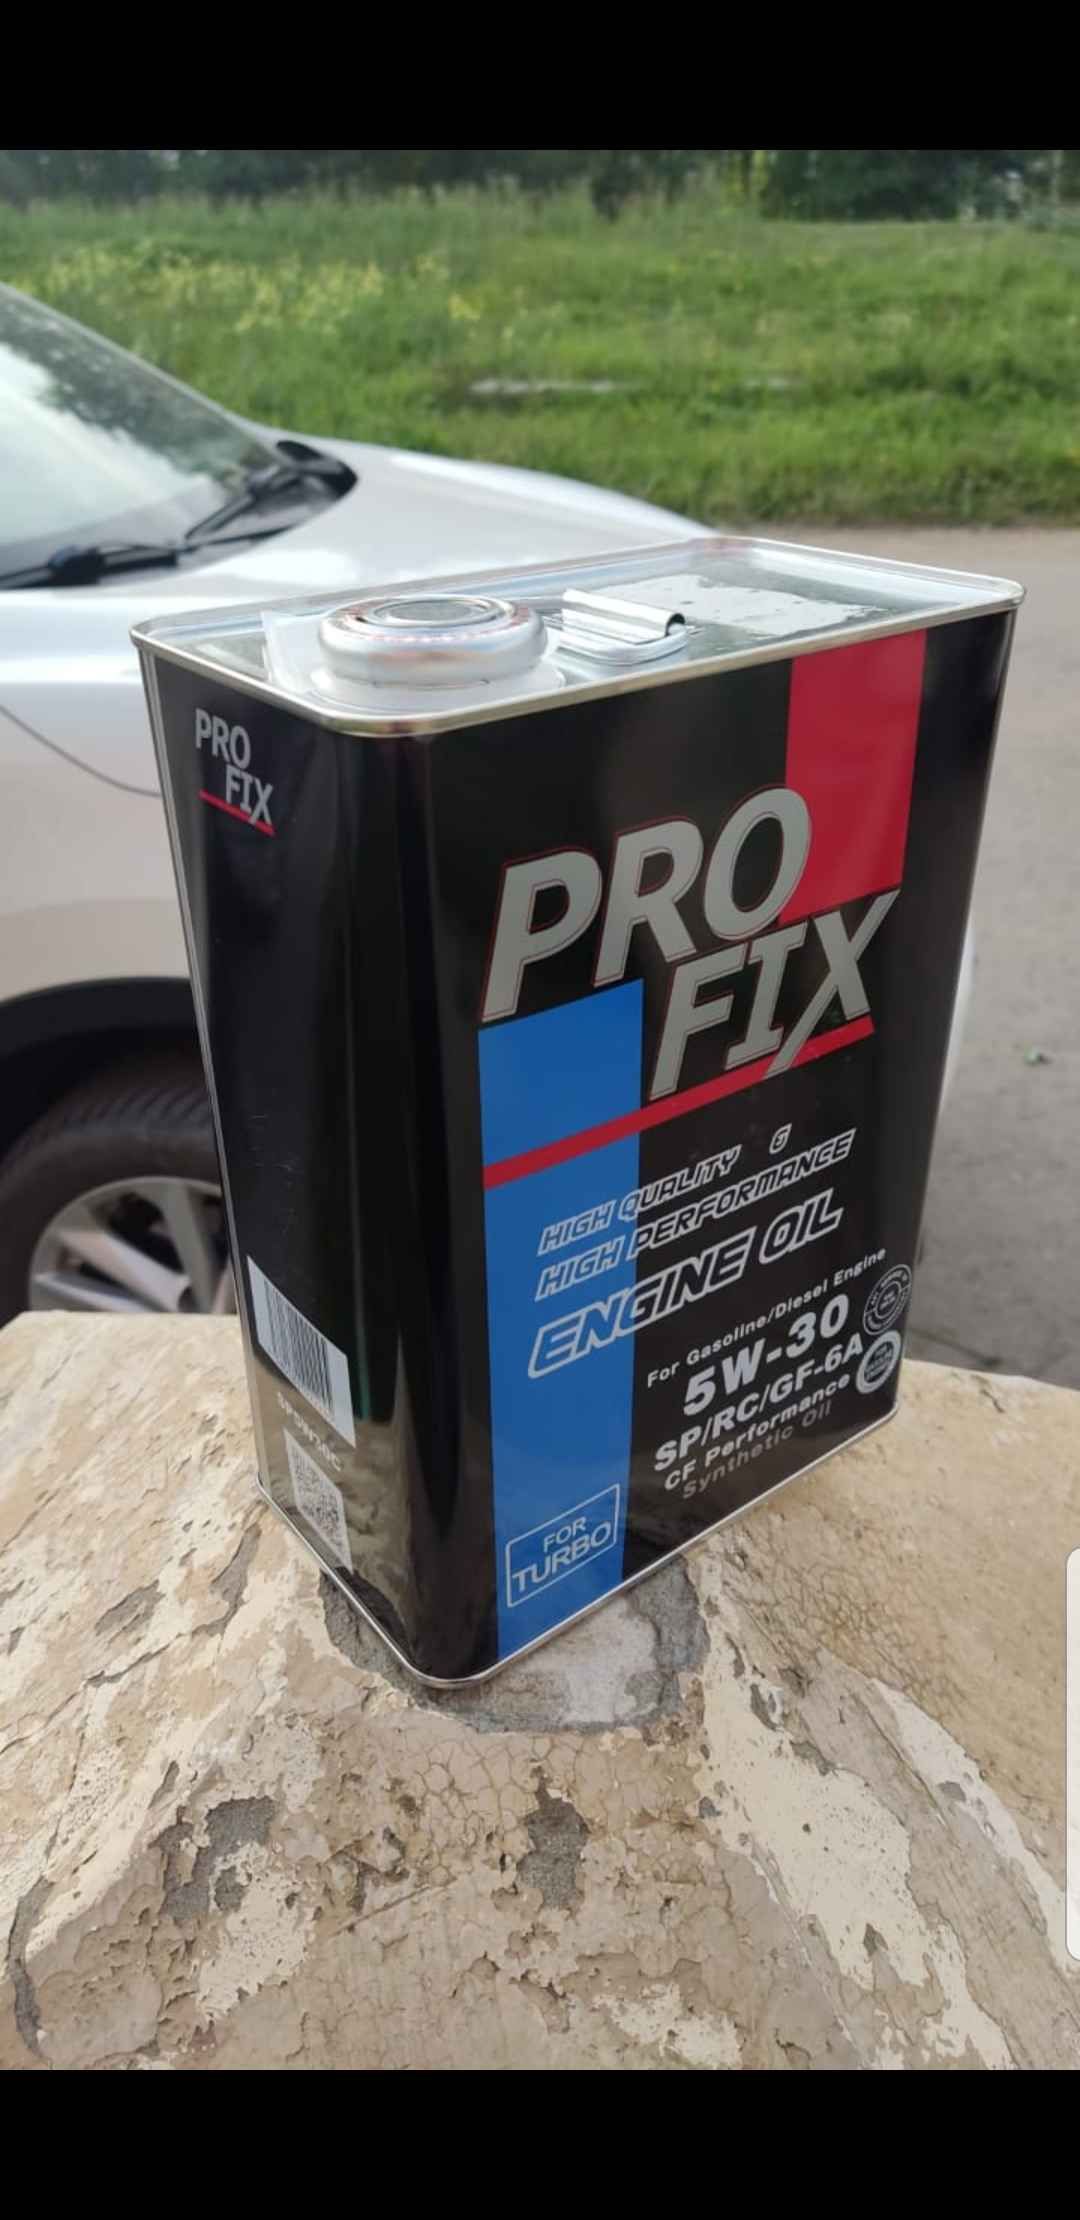 PRO
FIX
PRO
FIX
HIGH QUALITY &
HIGH PERFORMANCE
ENGINE OIL
For Gasoline/Diesel Engine
5W-30
SP/RC/GF-6A
CF Performance
Synthetic Oil
FOR
TURBO